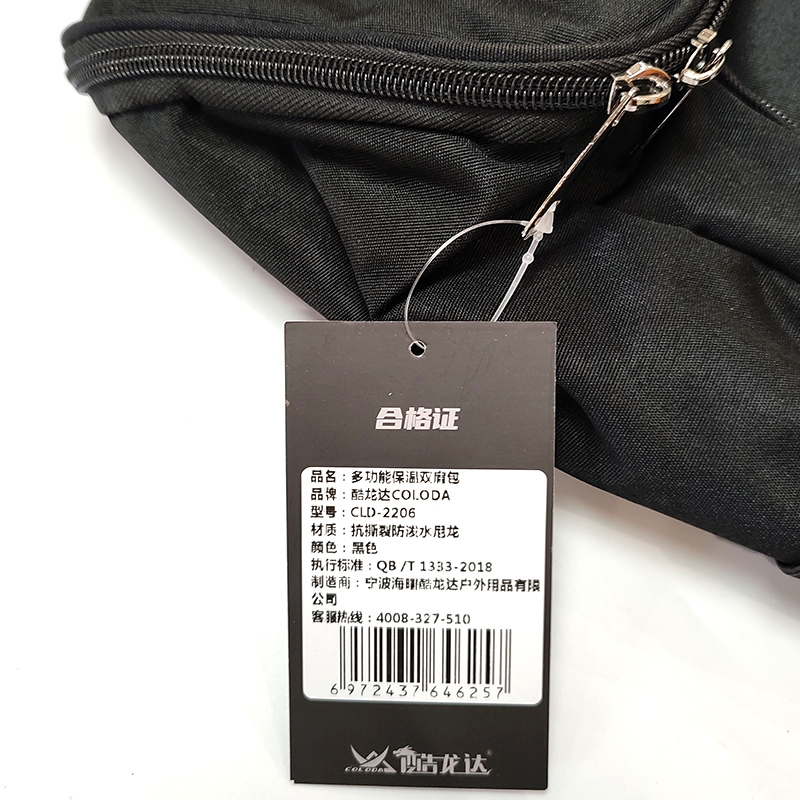 合格证
品名：多功能保温双肩包
品牌：酷龙达COLODA
型号：CLD-2206
材质：抗撕裂防泼水尼龙
颜色：黑色
执行标准：QB /T 1333-2018
制造商：宁波海曙酷龙达户外用品有限
公司
客服热线：4008-327-510
6 972437 646257
COLODA 酷龙达®